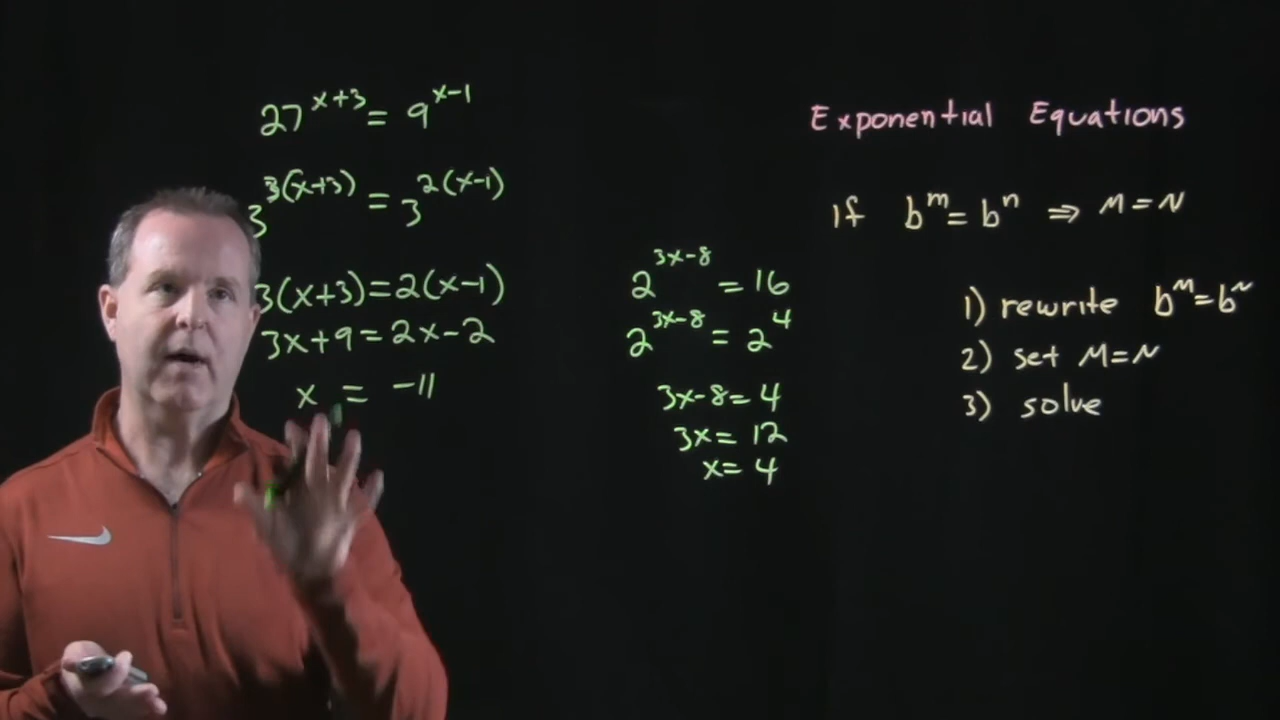 27^{x+3} = 9^{x-1}
3^{3(x+3)} = 3^{2(x-1)}
3(x+3)=2(x-1)
3x+9=2x-2
x = -11
2^{3x-8} = 16
2^{3x-8} = 2^4
3x-8=4
3x=12
x=4
Exponential Equations
If b^m = b^n ⇒ M=N
1) rewrite b^M=b^N
2) set M=N
3) solve